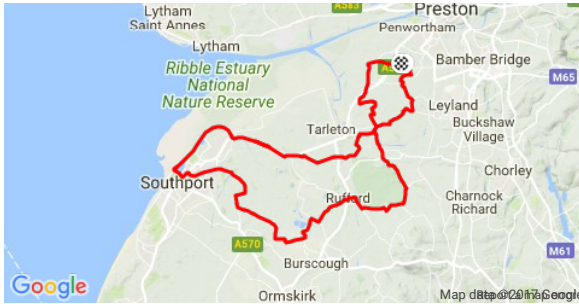 Lytham
Saint Annes
A583
Preston
Penwortham
Lytham
Bamber Bridge
Ribble Estuary
National
Nature Reserve
M65
Leyland
Buckshaw
Village
Tarleton
Southport
Rufford
Chorley
Charnock
Richard
A570
M61
Burscough
Google
Ormskirk